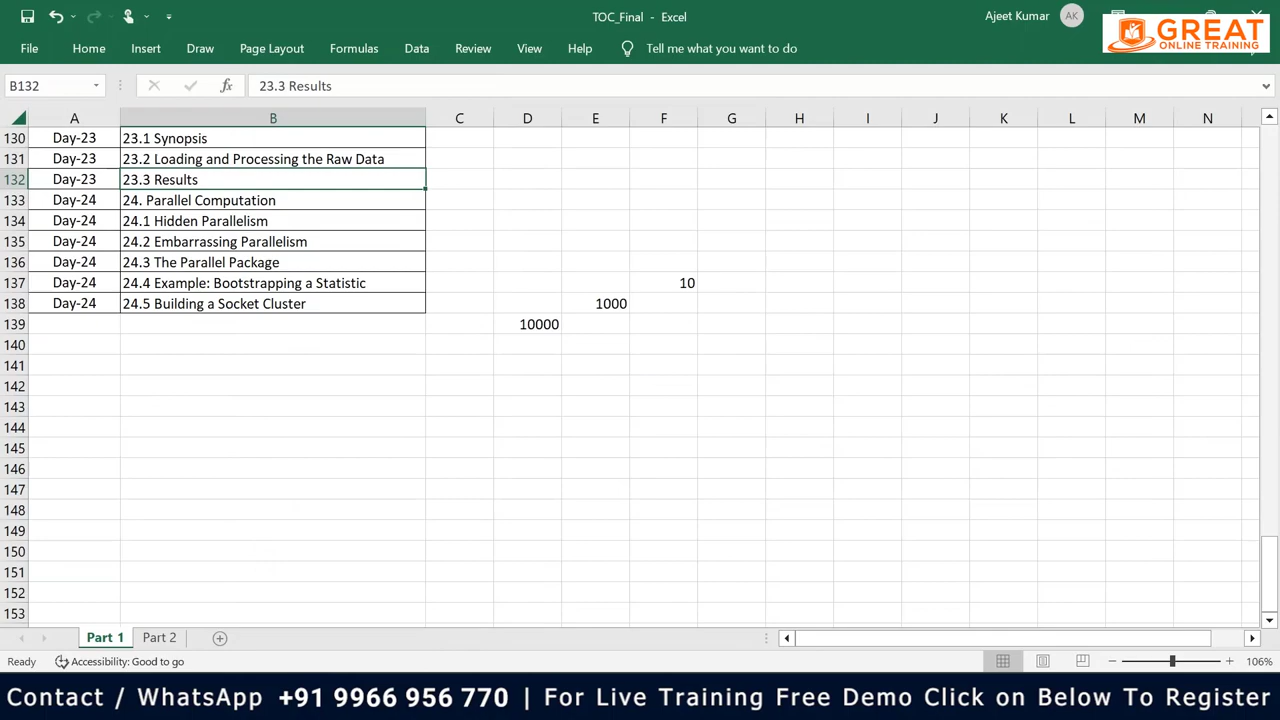 TOC_Final - Excel
Ajeet Kumar AK
GREAT
ONLINE TRAINING
File Home Insert Draw Page Layout Formulas Data Review View Help Tell me what you want to do
B132 fx 23.3 Results
A B C D E F G H I J K L M N
130 Day-23 23.1 Synopsis
131 Day-23 23.2 Loading and Processing the Raw Data
132 Day-23 23.3 Results
133 Day-24 24. Parallel Computation
134 Day-24 24.1 Hidden Parallelism
135 Day-24 24.2 Embarrassing Parallelism
136 Day-24 24.3 The Parallel Package
137 Day-24 24.4 Example: Bootstrapping a Statistic 10
138 Day-24 24.5 Building a Socket Cluster 1000
139 10000
140
141
142
143
144
145
146
147
148
149
150
151
152
153
Part 1 Part 2
Ready Accessibility: Good to go 106%
Contact / WhatsApp +91 9966 956 770 | For Live Training Free Demo Click on Below To Register